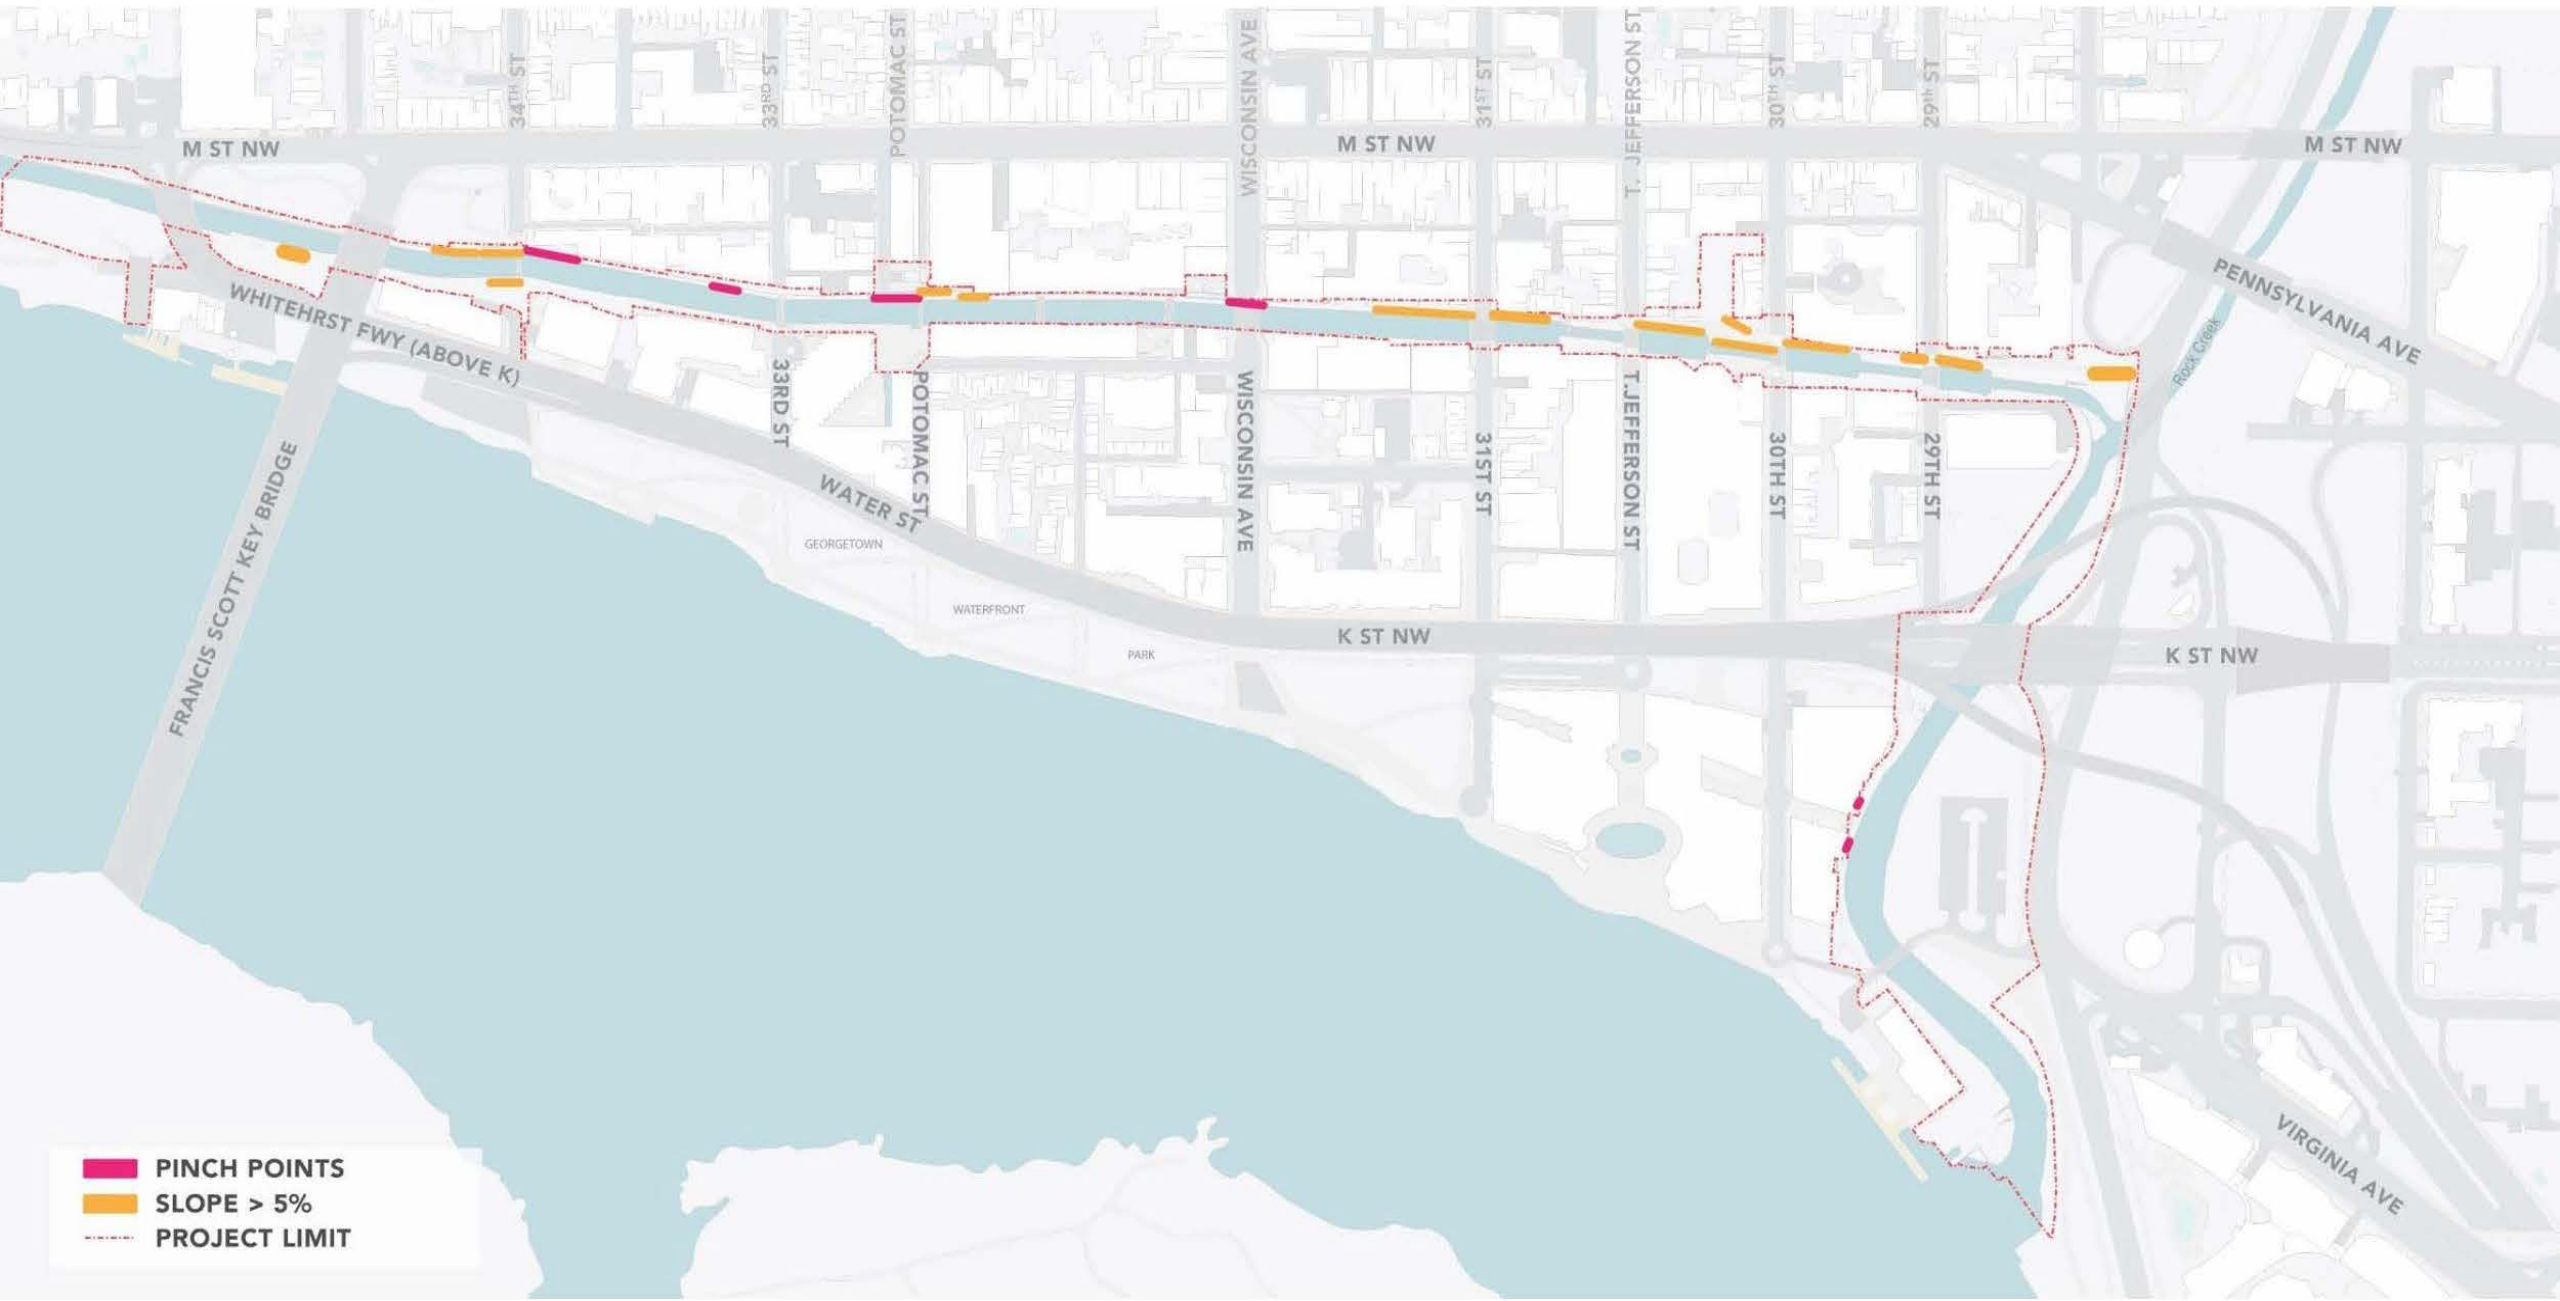 34TH ST
33RD ST
POTOMAC ST
WISCONSIN AVE
31ST ST
T. JEFFERSON ST
30TH ST
29th ST
M ST NW
M ST NW
M ST NW
PENNSYLVANIA AVE
Rock Creek
WHITEHRST FWY (ABOVE K)
33RD ST
POTOMAC ST
WISCONSIN AVE
31ST ST
T.JEFFERSON ST
30TH ST
29TH ST
FRANCIS SCOTT KEY BRIDGE
WATER ST
GEORGETOWN
WATERFRONT
PARK
K ST NW
K ST NW
VIRGINIA AVE
PINCH POINTS
SLOPE > 5%
PROJECT LIMIT